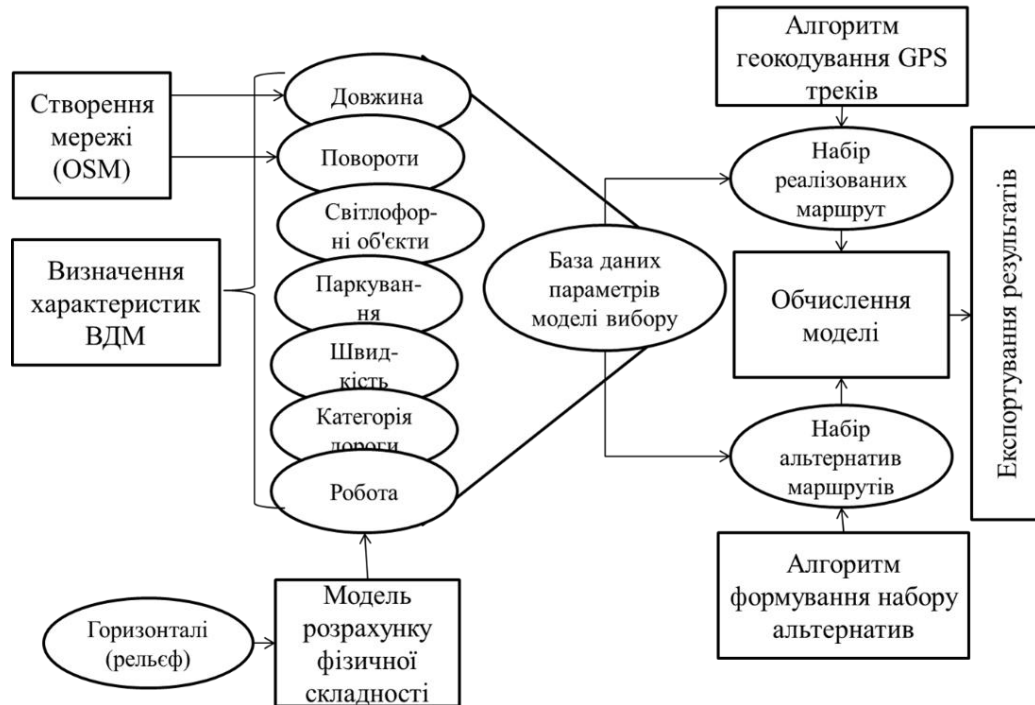 Створення
мережі
(OSM)
Визначення
характеристик
ВДМ
Довжина
Повороти
Світлофор-
ні об'єкти
Паркуван-
ня
Швид-
кість
Категорія
дороги
Робота
Горизонталі
(рельєф)
Модель
розрахунку
фізичної
складності
База даних
параметрів
моделі вибору
Алгоритм
геокодування GPS
треків
Набір
реалізованих
маршрут
Обчислення
моделі
Набір
альтернатив
маршрутів
Алгоритм
формування набору
альтернатив
Експортування результатів